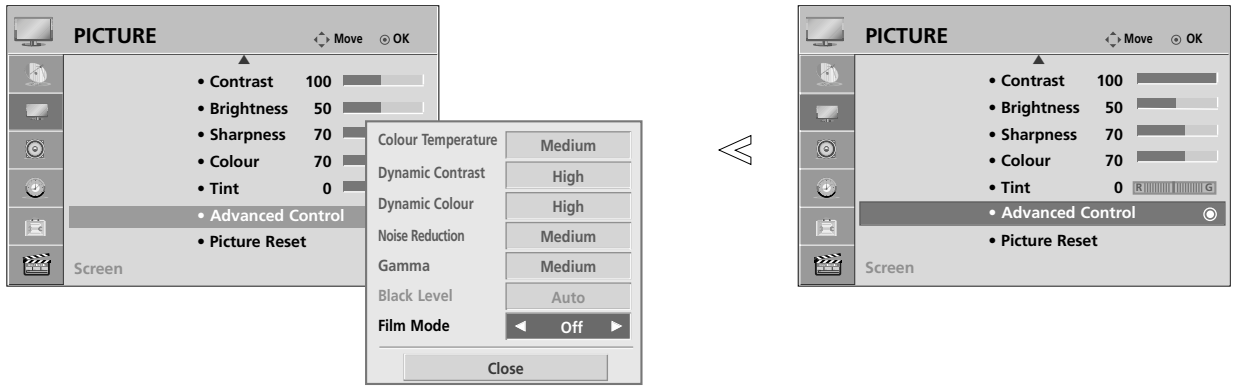 PICTURE Move OK
• Contrast 100
• Brightness 50
• Sharpness 70
• Colour 70
• Tint 0
• Advanced Control
• Picture Reset
Screen
Colour Temperature Medium
Dynamic Contrast High
Dynamic Colour High
Noise Reduction Medium
Gamma Medium
Black Level Auto
Film Mode ◀ Off ▶
Close
PICTURE Move OK
• Contrast 100
• Brightness 50
• Sharpness 70
• Colour 70
• Tint 0 R G
• Advanced Control
• Picture Reset
Screen